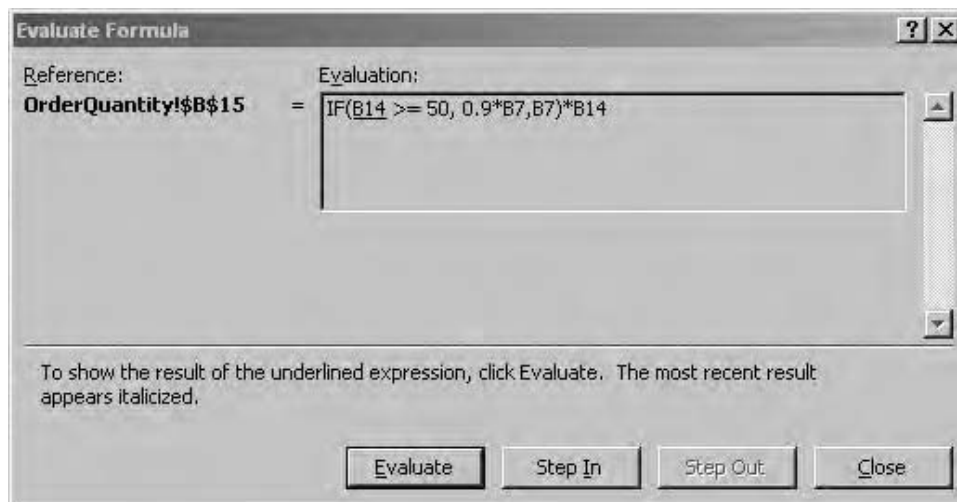 Evaluate Formula
? X
Reference: Evaluation:
OrderQuantity!$B$15 = IF(B14 >= 50, 0.9*B7,B7)*B14
To show the result of the underlined expression, click Evaluate. The most recent result
appears italicized.
Evaluate Step In Step Out Close